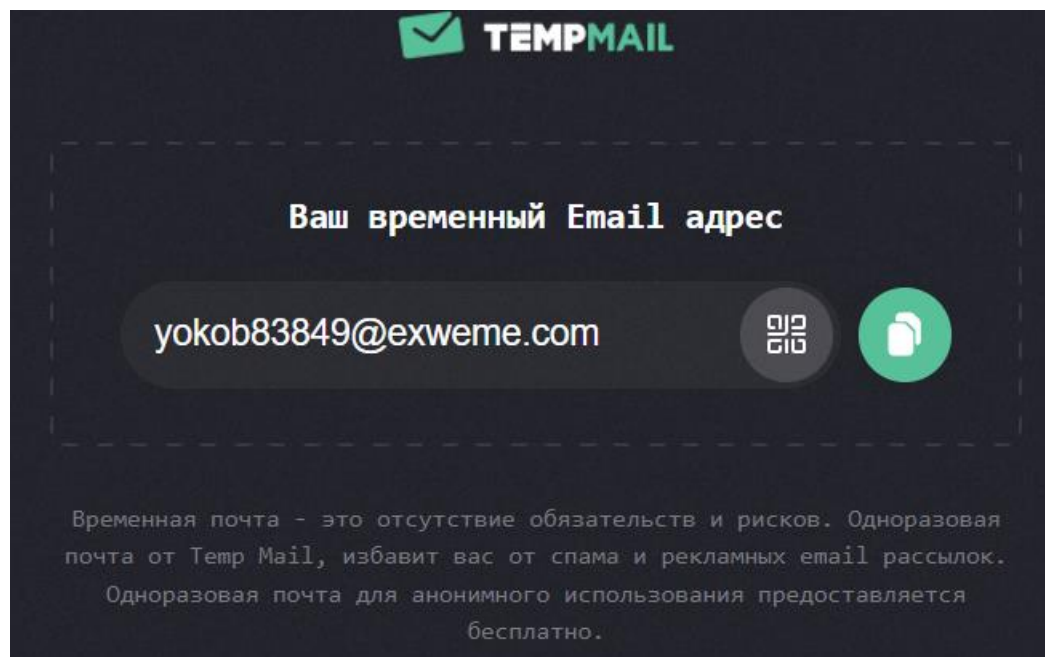 TEMPMAIL
Ваш временный Email адрес
yokob83849@exweme.com
Временная почта - это отсутствие обязательств и рисков. Одноразовая
почта от Temp Mail, избавит вас от спама и рекламных email рассылок.
Одноразовая почта для анонимного использования предоставляется
бесплатно.